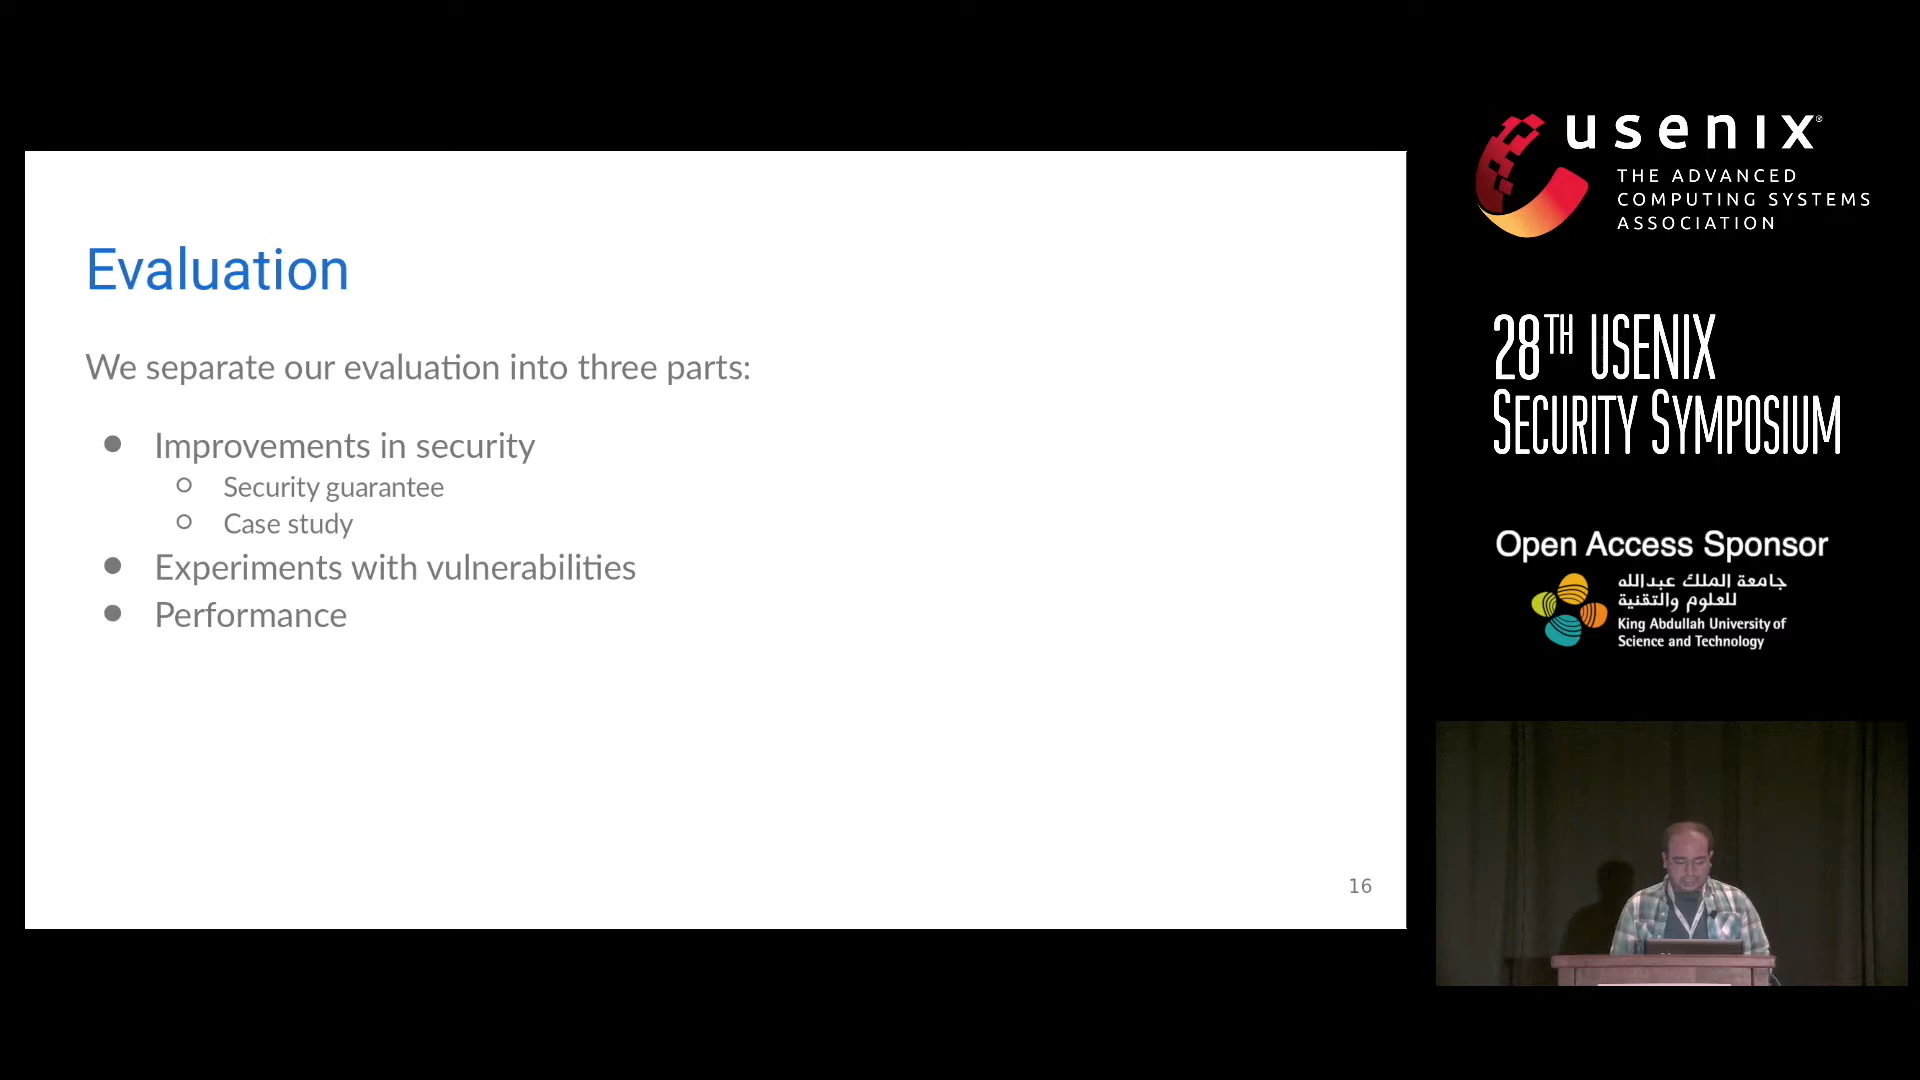 Evaluation
We separate our evaluation into three parts:
● Improvements in security
○ Security guarantee
○ Case study
● Experiments with vulnerabilities
● Performance
16
usenix®
THE ADVANCED
COMPUTING SYSTEMS
ASSOCIATION
28TH USENIX
SECURITY SYMPOSIUM
Open Access Sponsor
جامعة الملك عبدالله
للعلوم والتقنية
King Abdullah University of
Science and Technology